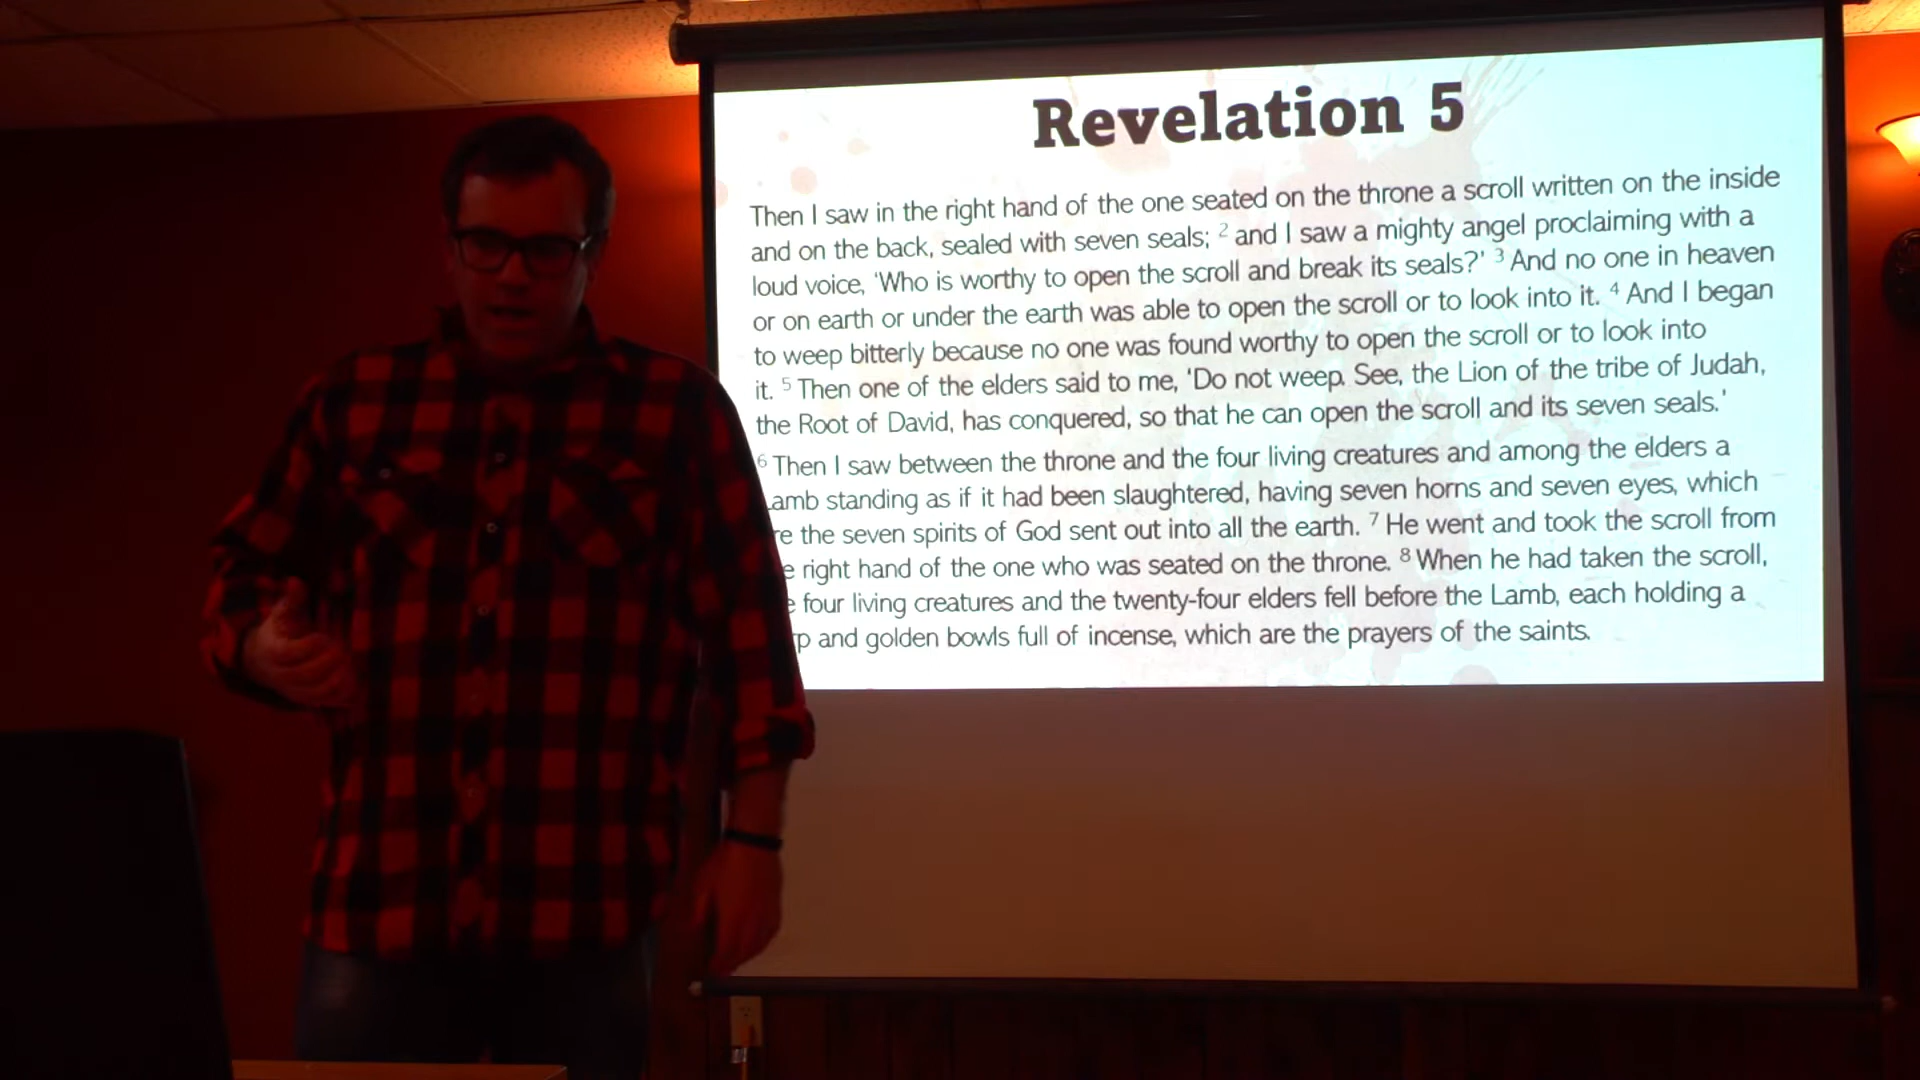 Revelation 5
Then I saw in the right hand of the one seated on the throne a scroll written on the inside
and on the back, sealed with seven seals; 2 and I saw a mighty angel proclaiming with a
loud voice, 'Who is worthy to open the scroll and break its seals?' 3 And no one in heaven
or on earth or under the earth was able to open the scroll or to look into it. 4 And I began
to weep bitterly because no one was found worthy to open the scroll or to look into
it. 5 Then one of the elders said to me, 'Do not weep. See, the Lion of the tribe of Judah,
the Root of David, has conquered, so that he can open the scroll and its seven seals.'
6 Then I saw between the throne and the four living creatures and among the elders a
amb standing as if it had been slaughtered, having seven horns and seven eyes, which
re the seven spirits of God sent out into all the earth. 7 He went and took the scroll from
e right hand of the one who was seated on the throne. 8 When he had taken the scroll,
e four living creatures and the twenty-four elders fell before the Lamb, each holding a
p and golden bowls full of incense, which are the prayers of the saints.